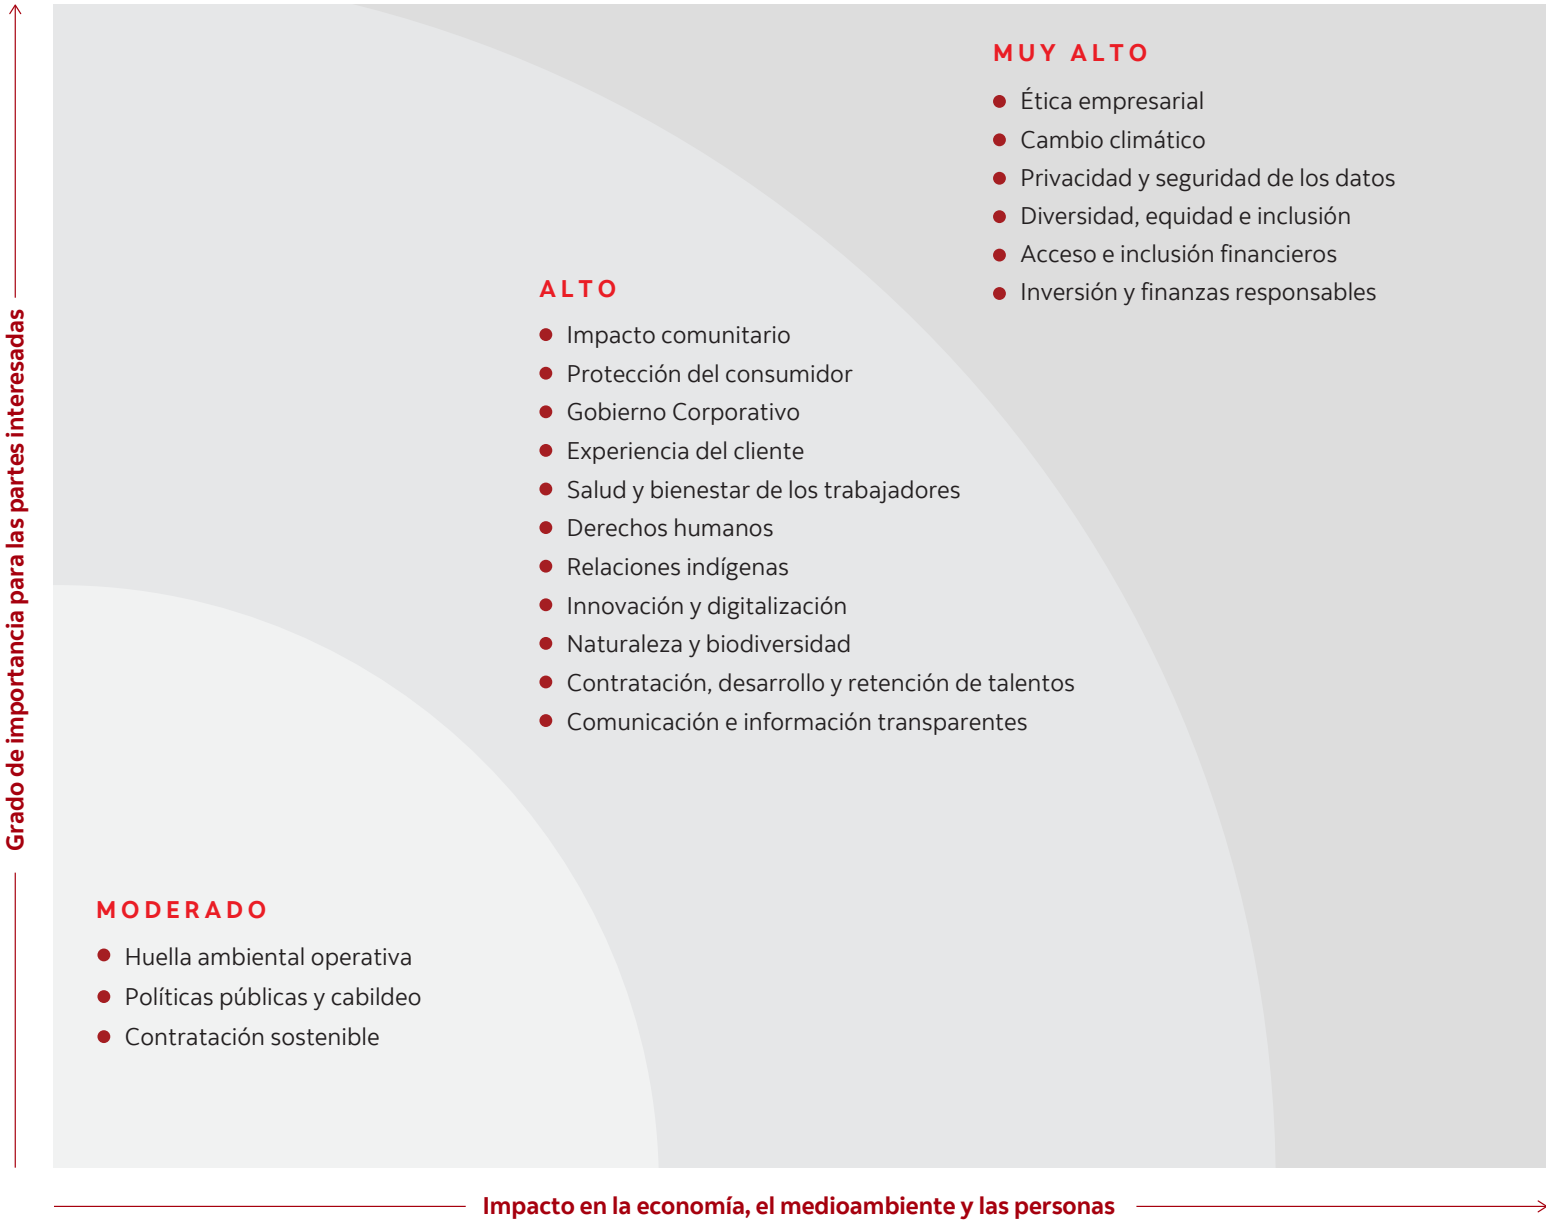 MUY ALTO
Ética empresarial
Cambio climático
Privacidad y seguridad de los datos
Diversidad, equidad e inclusión
Acceso e inclusión financieros
Inversión y finanzas responsables
ALTO
Impacto comunitario
Protección del consumidor
Gobierno Corporativo
Experiencia del cliente
Salud y bienestar de los trabajadores
Derechos humanos
Relaciones indígenas
Innovación y digitalización
Naturaleza y biodiversidad
Contratación, desarrollo y retención de talentos
Comunicación e información transparentes
MODERADO
Huella ambiental operativa
Políticas públicas y cabildeo
Contratación sostenible
Grado de importancia para las partes interesadas
Impacto en la economía, el medioambiente y las personas